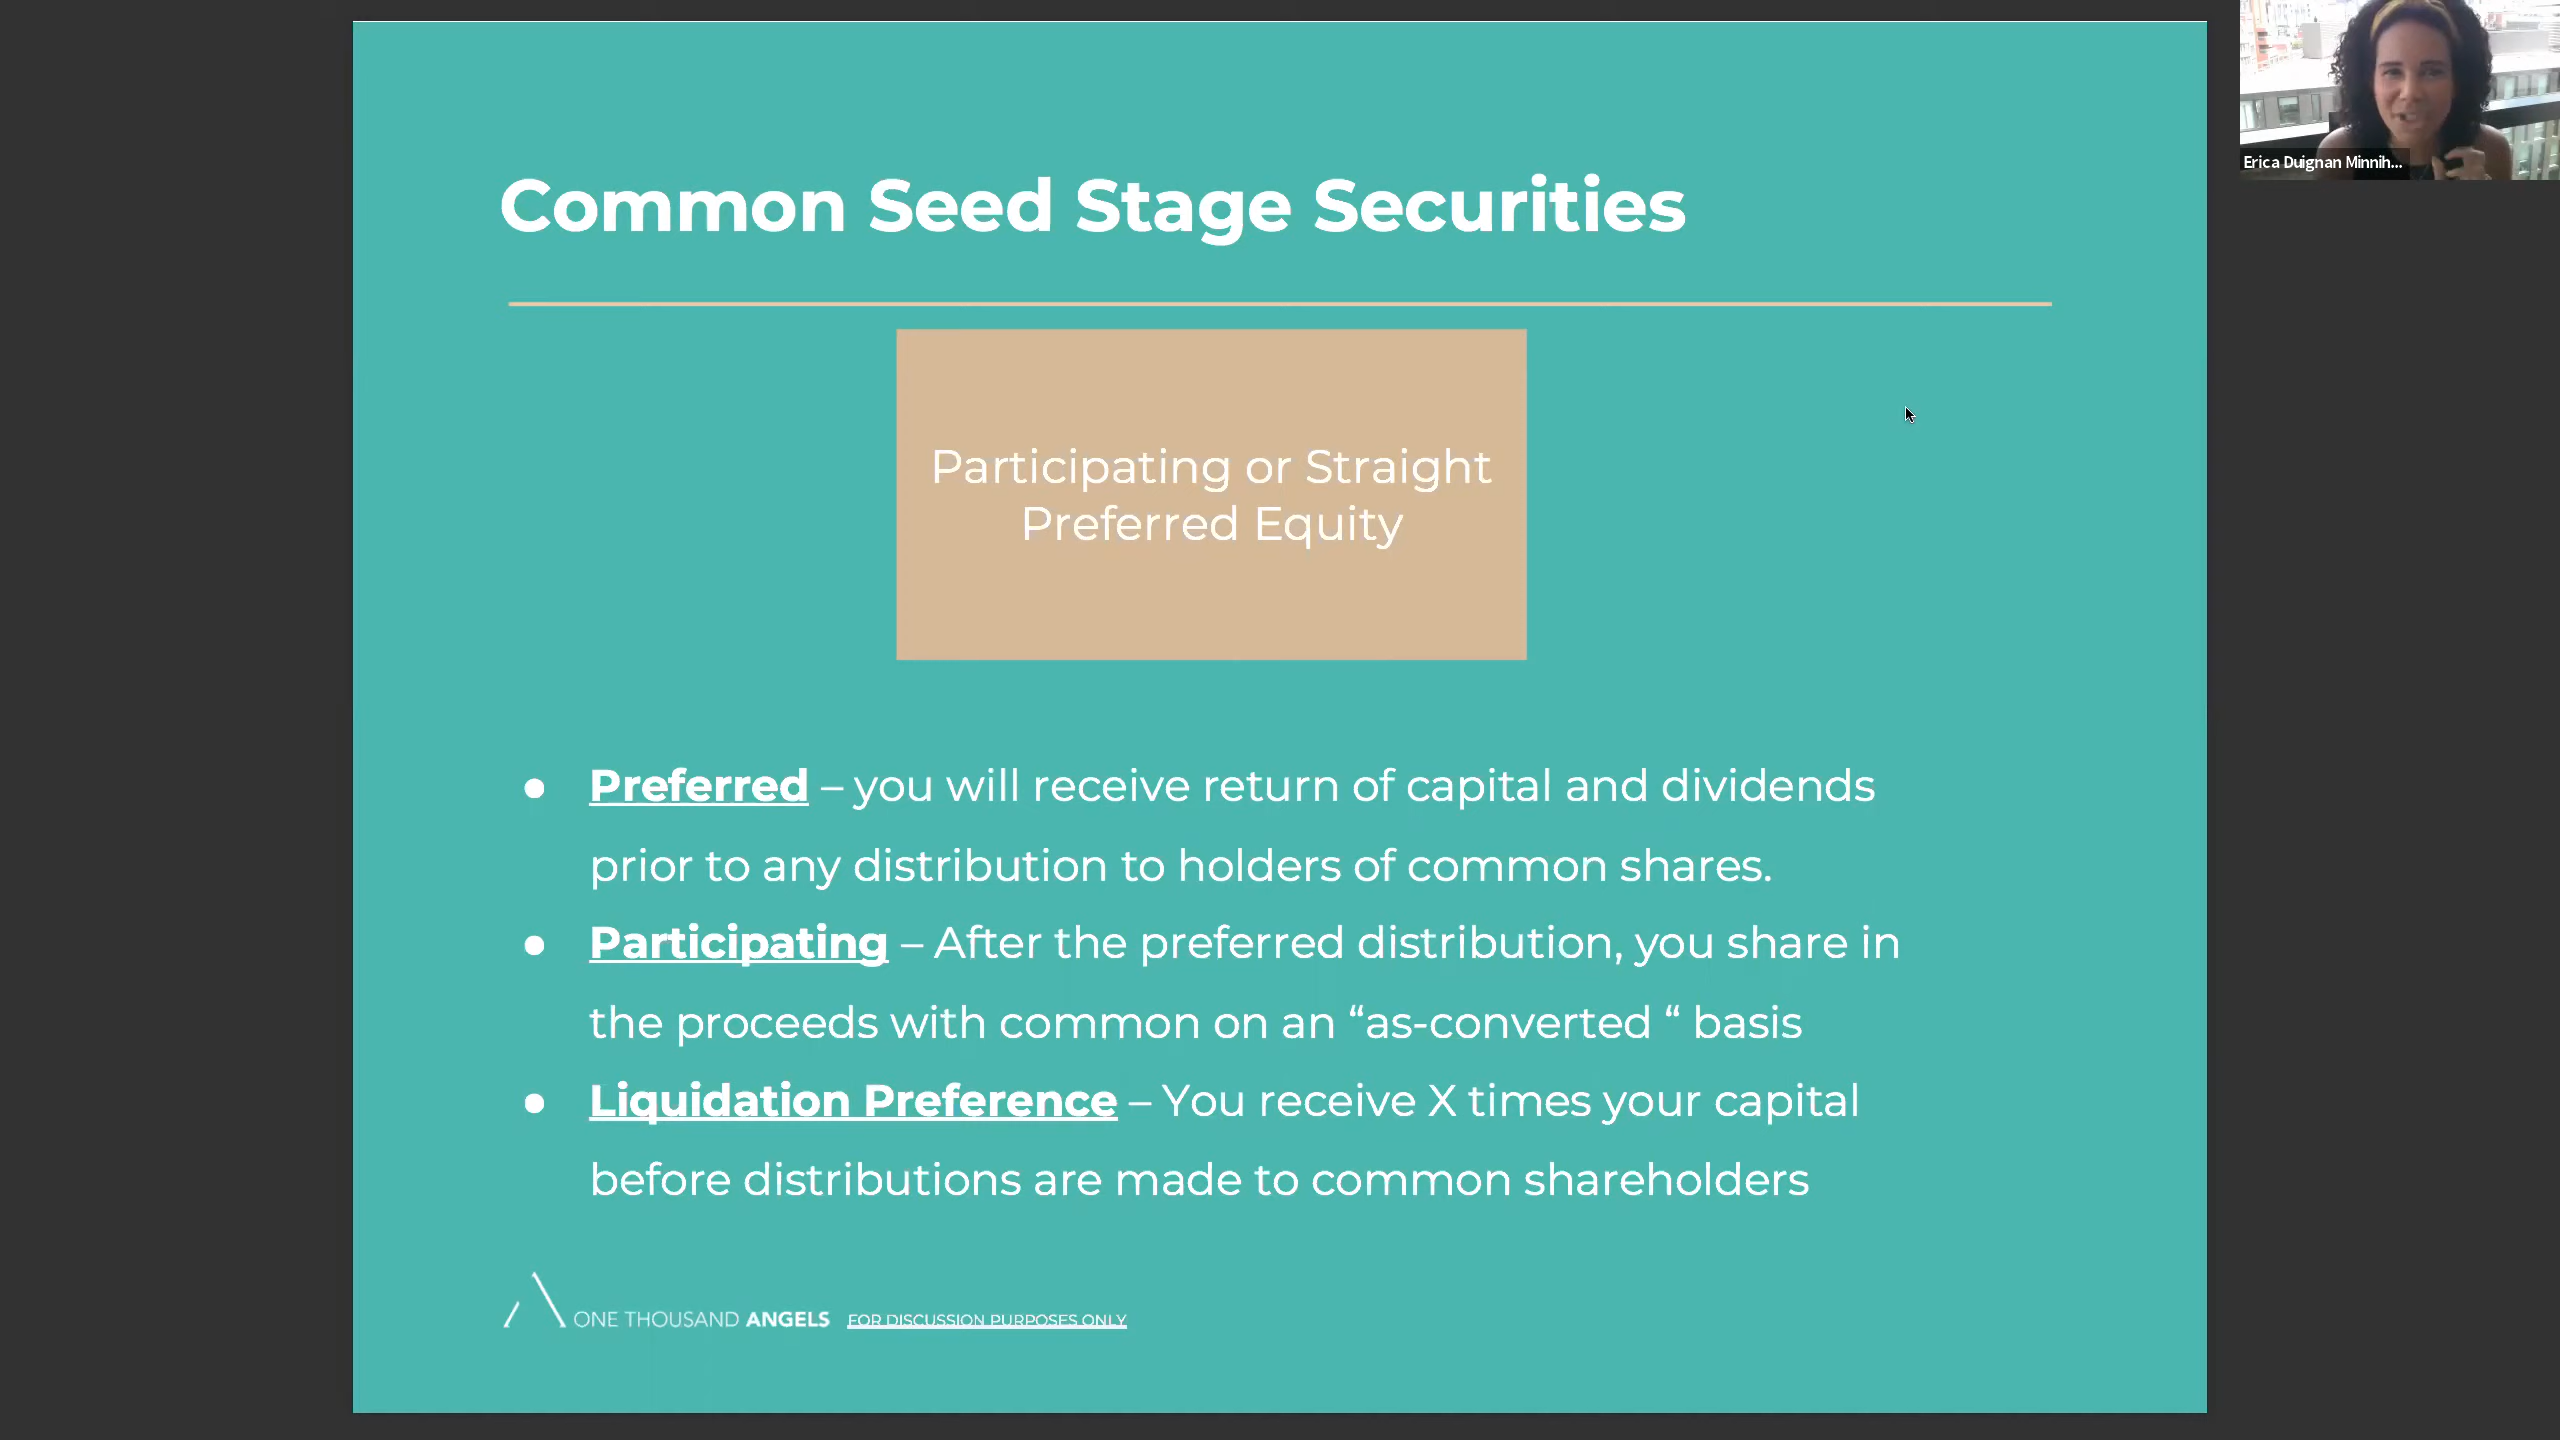 Common Seed Stage Securities
Participating or Straight
Preferred Equity
● Preferred – you will receive return of capital and dividends
prior to any distribution to holders of common shares.
● Participating – After the preferred distribution, you share in
the proceeds with common on an “as-converted “ basis
● Liquidation Preference – You receive X times your capital
before distributions are made to common shareholders
ONE THOUSAND ANGELS FOR DISCUSSION PURPOSES ONLY
Erica Duignan Minnih...